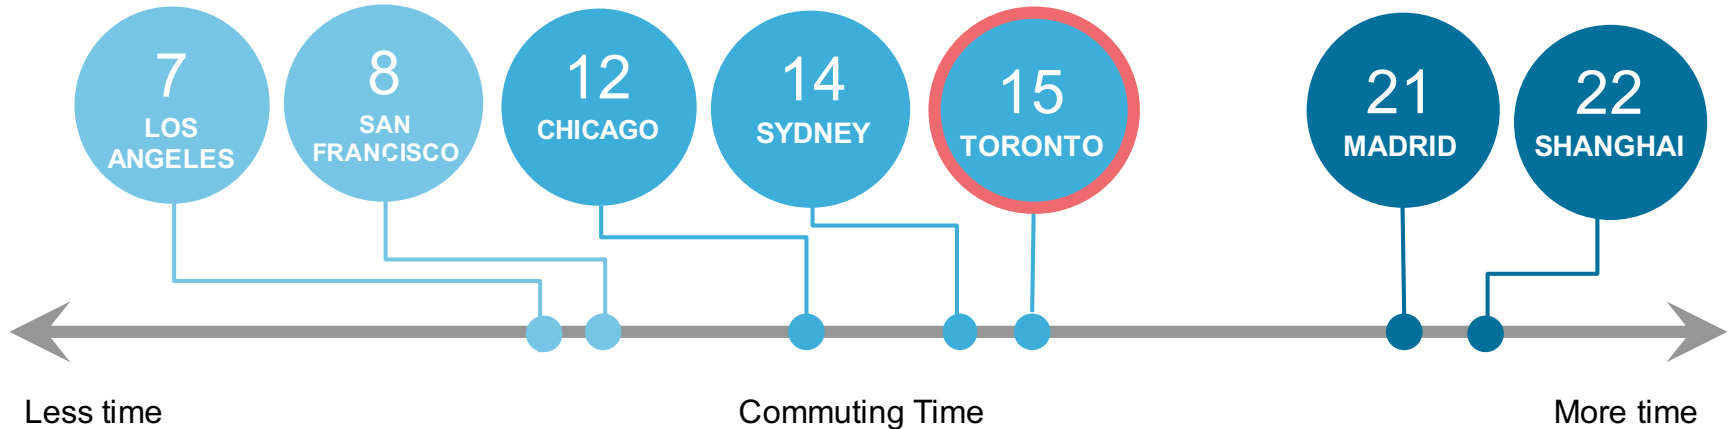 7
LOS
ANGELES
8
SAN
FRANCISCO
12
CHICAGO
14
SYDNEY
15
TORONTO
21
MADRID
22
SHANGHAI
Less time
Commuting Time
More time